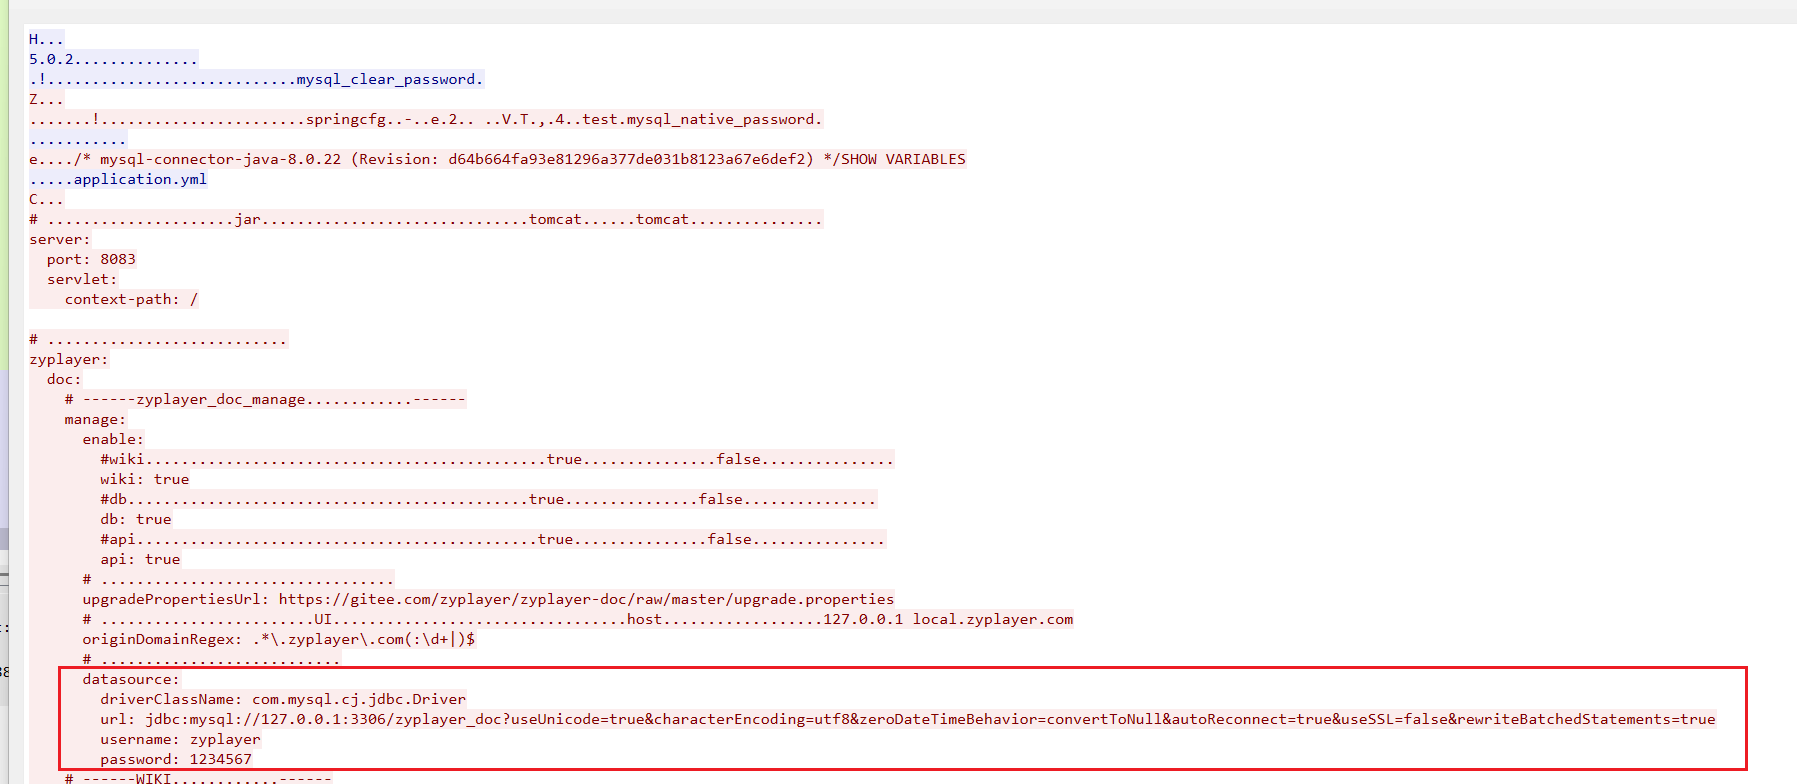 H...
5.0.2..............
.!............................mysql_clear_password.
Z...
.......!.......................springcfg..-..e.2.. ..V.T.,.4..test.mysql_native_password.
...........
e..../* mysql-connector-java-8.0.22 (Revision: d64b664fa93e81296a377de031b8123a67e6def2) */SHOW VARIABLES
.....application.yml
C...
# .....................jar..............................tomcat......tomcat...............
server:
  port: 8083
  servlet:
    context-path: /
# ...........................
zyplayer:
  doc:
    # ------zyplayer_doc_manage............------
    manage:
      enable:
        #wiki.............................................true...............false...............
        wiki: true
        #db.............................................true...............false...............
        db: true
        #api.............................................true...............false...............
        api: true
      # .................................
      upgradePropertiesUrl: https://gitee.com/zyplayer/zyplayer-doc/raw/master/upgrade.properties
      # ........................UI.................................host..................127.0.0.1 local.zyplayer.com
      originDomainRegex: .*\.zyplayer\.com(:\d+|)$
      # ...........................
      datasource:
        driverClassName: com.mysql.cj.jdbc.Driver
        url: jdbc:mysql://127.0.0.1:3306/zyplayer_doc?useUnicode=true&characterEncoding=utf8&zeroDateTimeBehavior=convertToNull&autoReconnect=true&useSSL=false&rewriteBatchedStatements=true
        username: zyplayer
        password: 1234567
    # ------WIKI............------